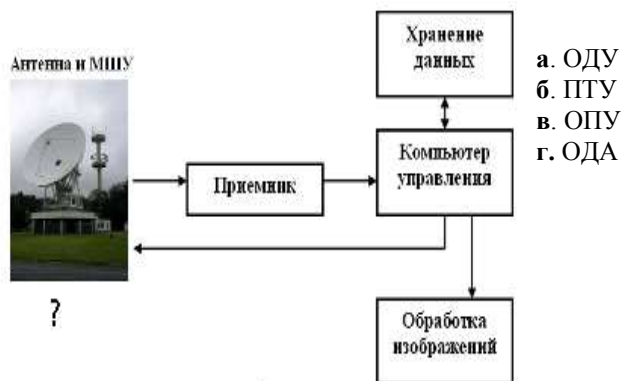 Антенна и МШУ
?
Приемник
Хранение
данных
Компьютер
управления
Обработка
изображений
а. ОДУ
б. ПТУ
в. ОПУ
г. ОДА